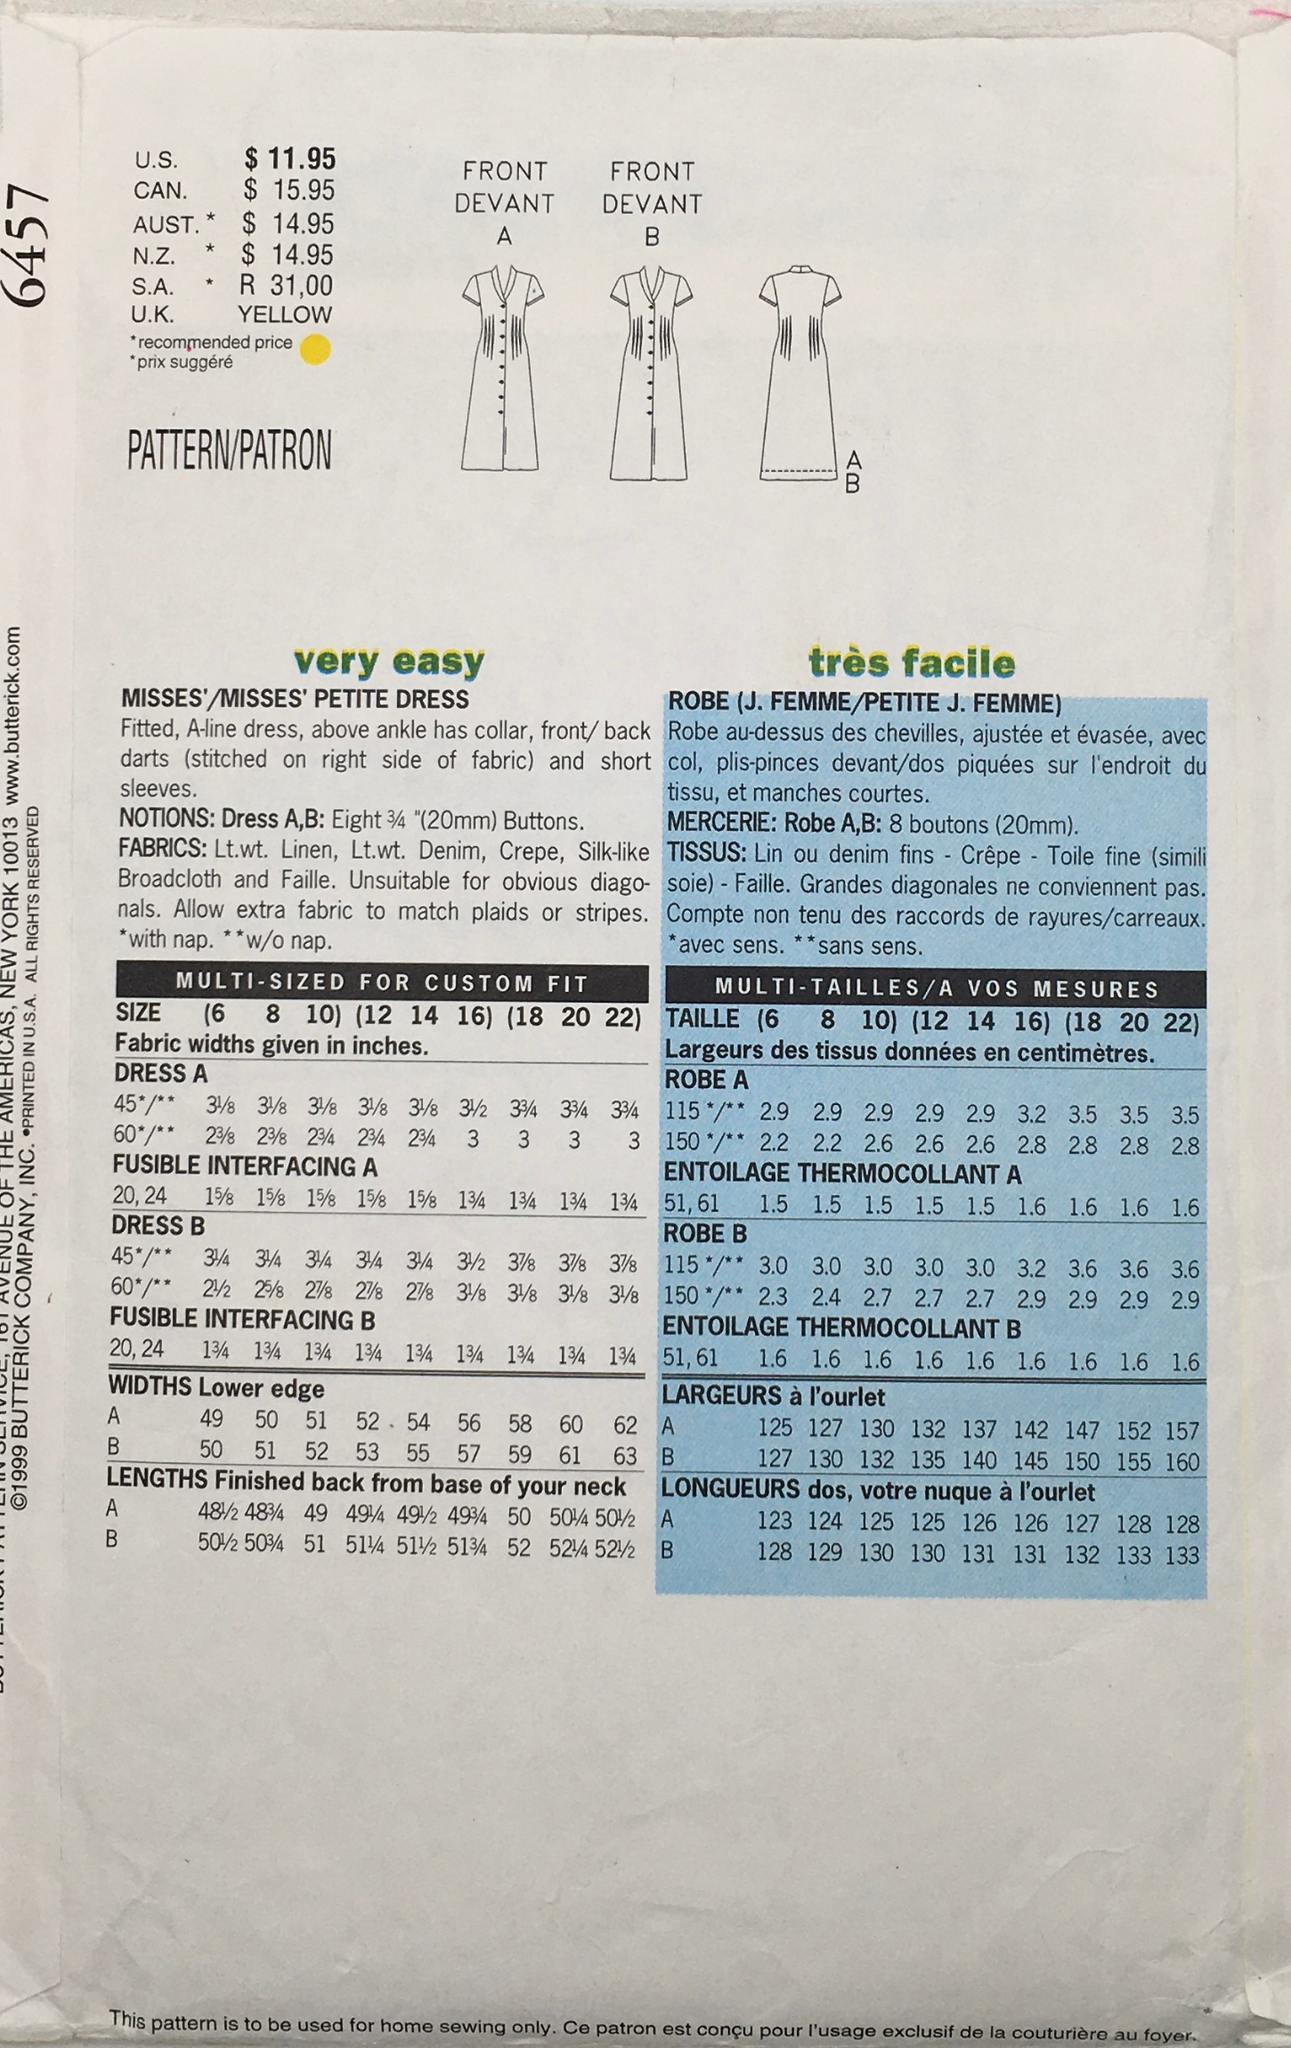 U.S. $ 11.95
CAN. $ 15.95
AUST.* $ 14.95
N.Z. * $ 14.95
S.A. * R 31,00
U.K. YELLOW
*recommended price
*prix suggéré
PATTERN/PATRON
FRONT
DEVANT
A
FRONT
DEVANT
B
A
B
6457
very easy
MISSES'/MISSES' PETITE DRESS
Fitted, A-line dress, above ankle has collar, front/ back
darts (stitched on right side of fabric) and short
sleeves.
NOTIONS: Dress A,B: Eight ¾ "(20mm) Buttons.
FABRICS: Lt.wt. Linen, Lt.wt. Denim, Crepe, Silk-like
Broadcloth and Faille. Unsuitable for obvious diago-
nals. Allow extra fabric to match plaids or stripes.
*with nap. **w/o nap.
MULTI-SIZED FOR CUSTOM FIT
SIZE (6 8 10) (12 14 16) (18 20 22)
Fabric widths given in inches.
DRESS A
45*/** 3⅛ 3⅛ 3⅛ 3⅛ 3⅛ 3½ 3¾ 3¾ 3¾
60*/** 2⅜ 2⅜ 2¾ 2¾ 2¾ 3 3 3 3
FUSIBLE INTERFACING A
20, 24 1⅝ 1⅝ 1⅝ 1⅝ 1⅝ 1¾ 1¾ 1¾ 1¾
DRESS B
45*/** 3¼ 3¼ 3¼ 3¼ 3¼ 3½ 3⅞ 3⅞ 3⅞
60*/** 2½ 2⅝ 2⅞ 2⅞ 2⅞ 3⅛ 3⅛ 3⅛ 3⅛
FUSIBLE INTERFACING B
20, 24 1¾ 1¾ 1¾ 1¾ 1¾ 1¾ 1¾ 1¾ 1¾
WIDTHS Lower edge
A 49 50 51 52 54 56 58 60 62
B 50 51 52 53 55 57 59 61 63
LENGTHS Finished back from base of your neck
A 48½ 48¾ 49 49¼ 49½ 49¾ 50 50¼ 50½
B 50½ 50¾ 51 51¼ 51½ 51¾ 52 52¼ 52½
très facile
ROBE (J. FEMME/PETITE J. FEMME)
Robe au-dessus des chevilles, ajustée et évasée, avec
col, plis-pinces devant/dos piquées sur l'endroit du
tissu, et manches courtes.
MERCERIE: Robe A,B: 8 boutons (20mm).
TISSUS: Lin ou denim fins - Crêpe - Toile fine (simili
soie) - Faille. Grandes diagonales ne conviennent pas.
Compte non tenu des raccords de rayures/carreaux.
*avec sens. **sans sens.
MULTI-TAILLES/A VOS MESURES
TAILLE (6 8 10) (12 14 16) (18 20 22)
Largeurs des tissus données en centimètres.
ROBE A
115 */** 2.9 2.9 2.9 2.9 2.9 3.2 3.5 3.5 3.5
150 */** 2.2 2.2 2.6 2.6 2.6 2.8 2.8 2.8 2.8
ENTOILAGE THERMOCOLLANT A
51, 61 1.5 1.5 1.5 1.5 1.5 1.6 1.6 1.6 1.6
ROBE B
115 */** 3.0 3.0 3.0 3.0 3.0 3.2 3.6 3.6 3.6
150 */** 2.3 2.4 2.7 2.7 2.7 2.9 2.9 2.9 2.9
ENTOILAGE THERMOCOLLANT B
51, 61 1.6 1.6 1.6 1.6 1.6 1.6 1.6 1.6 1.6
LARGEURS à l'ourlet
A 125 127 130 132 137 142 147 152 157
B 127 130 132 135 140 145 150 155 160
LONGUEURS dos, votre nuque à l'ourlet
A 123 124 125 125 126 126 127 128 128
B 128 129 130 130 131 131 132 133 133
SERVICE, 161 AVENUE OF THE AMERICAS, NEW YORK 10013 www.butterick.com
©1999 BUTTERICK COMPANY, INC. •PRINTED IN U.S.A. ALL RIGHTS RESERVED
This pattern is to be used for home sewing only. Ce patron est conçu pour l'usage exclusif de la couturière au foyer.